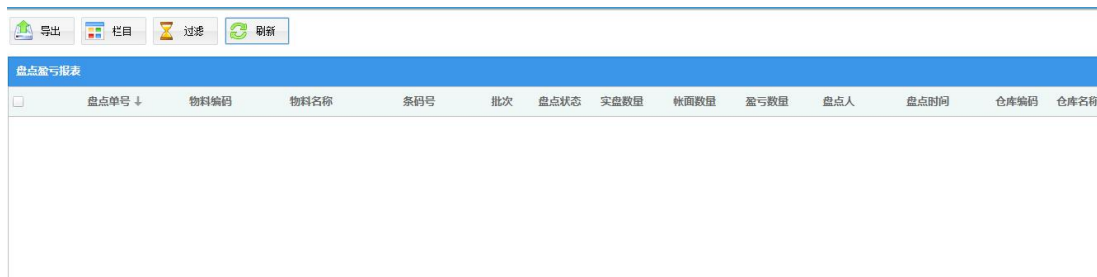 导出 栏目 过滤 刷新
盘点盈亏报表
盘点单号 物料编码 物料名称 条码号 批次 盘点状态 实盘数量 帐面数量 盈亏数量 盘点人 盘点时间 仓库编码 仓库名称